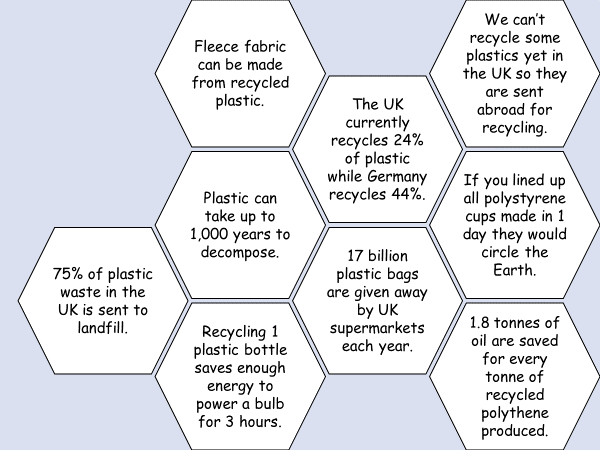 Fleece fabric
can be made
from recycled
plastic.
We can't
recycle some
plastics yet in
the UK so they
are sent
abroad for
recycling.
The UK
currently
recycles 24%
of plastic
while Germany
recycles 44%.
Plastic can
take up to
1,000 years to
decompose.
If you lined up
all polystyrene
cups made in 1
day they would
circle the
Earth.
75% of plastic
waste in the
UK is sent to
landfill.
17 billion
plastic bags
are given away
by UK
supermarkets
each year.
Recycling 1
plastic bottle
saves enough
energy to
power a bulb
for 3 hours.
1.8 tonnes of
oil are saved
for every
tonne of
recycled
polythene
produced.